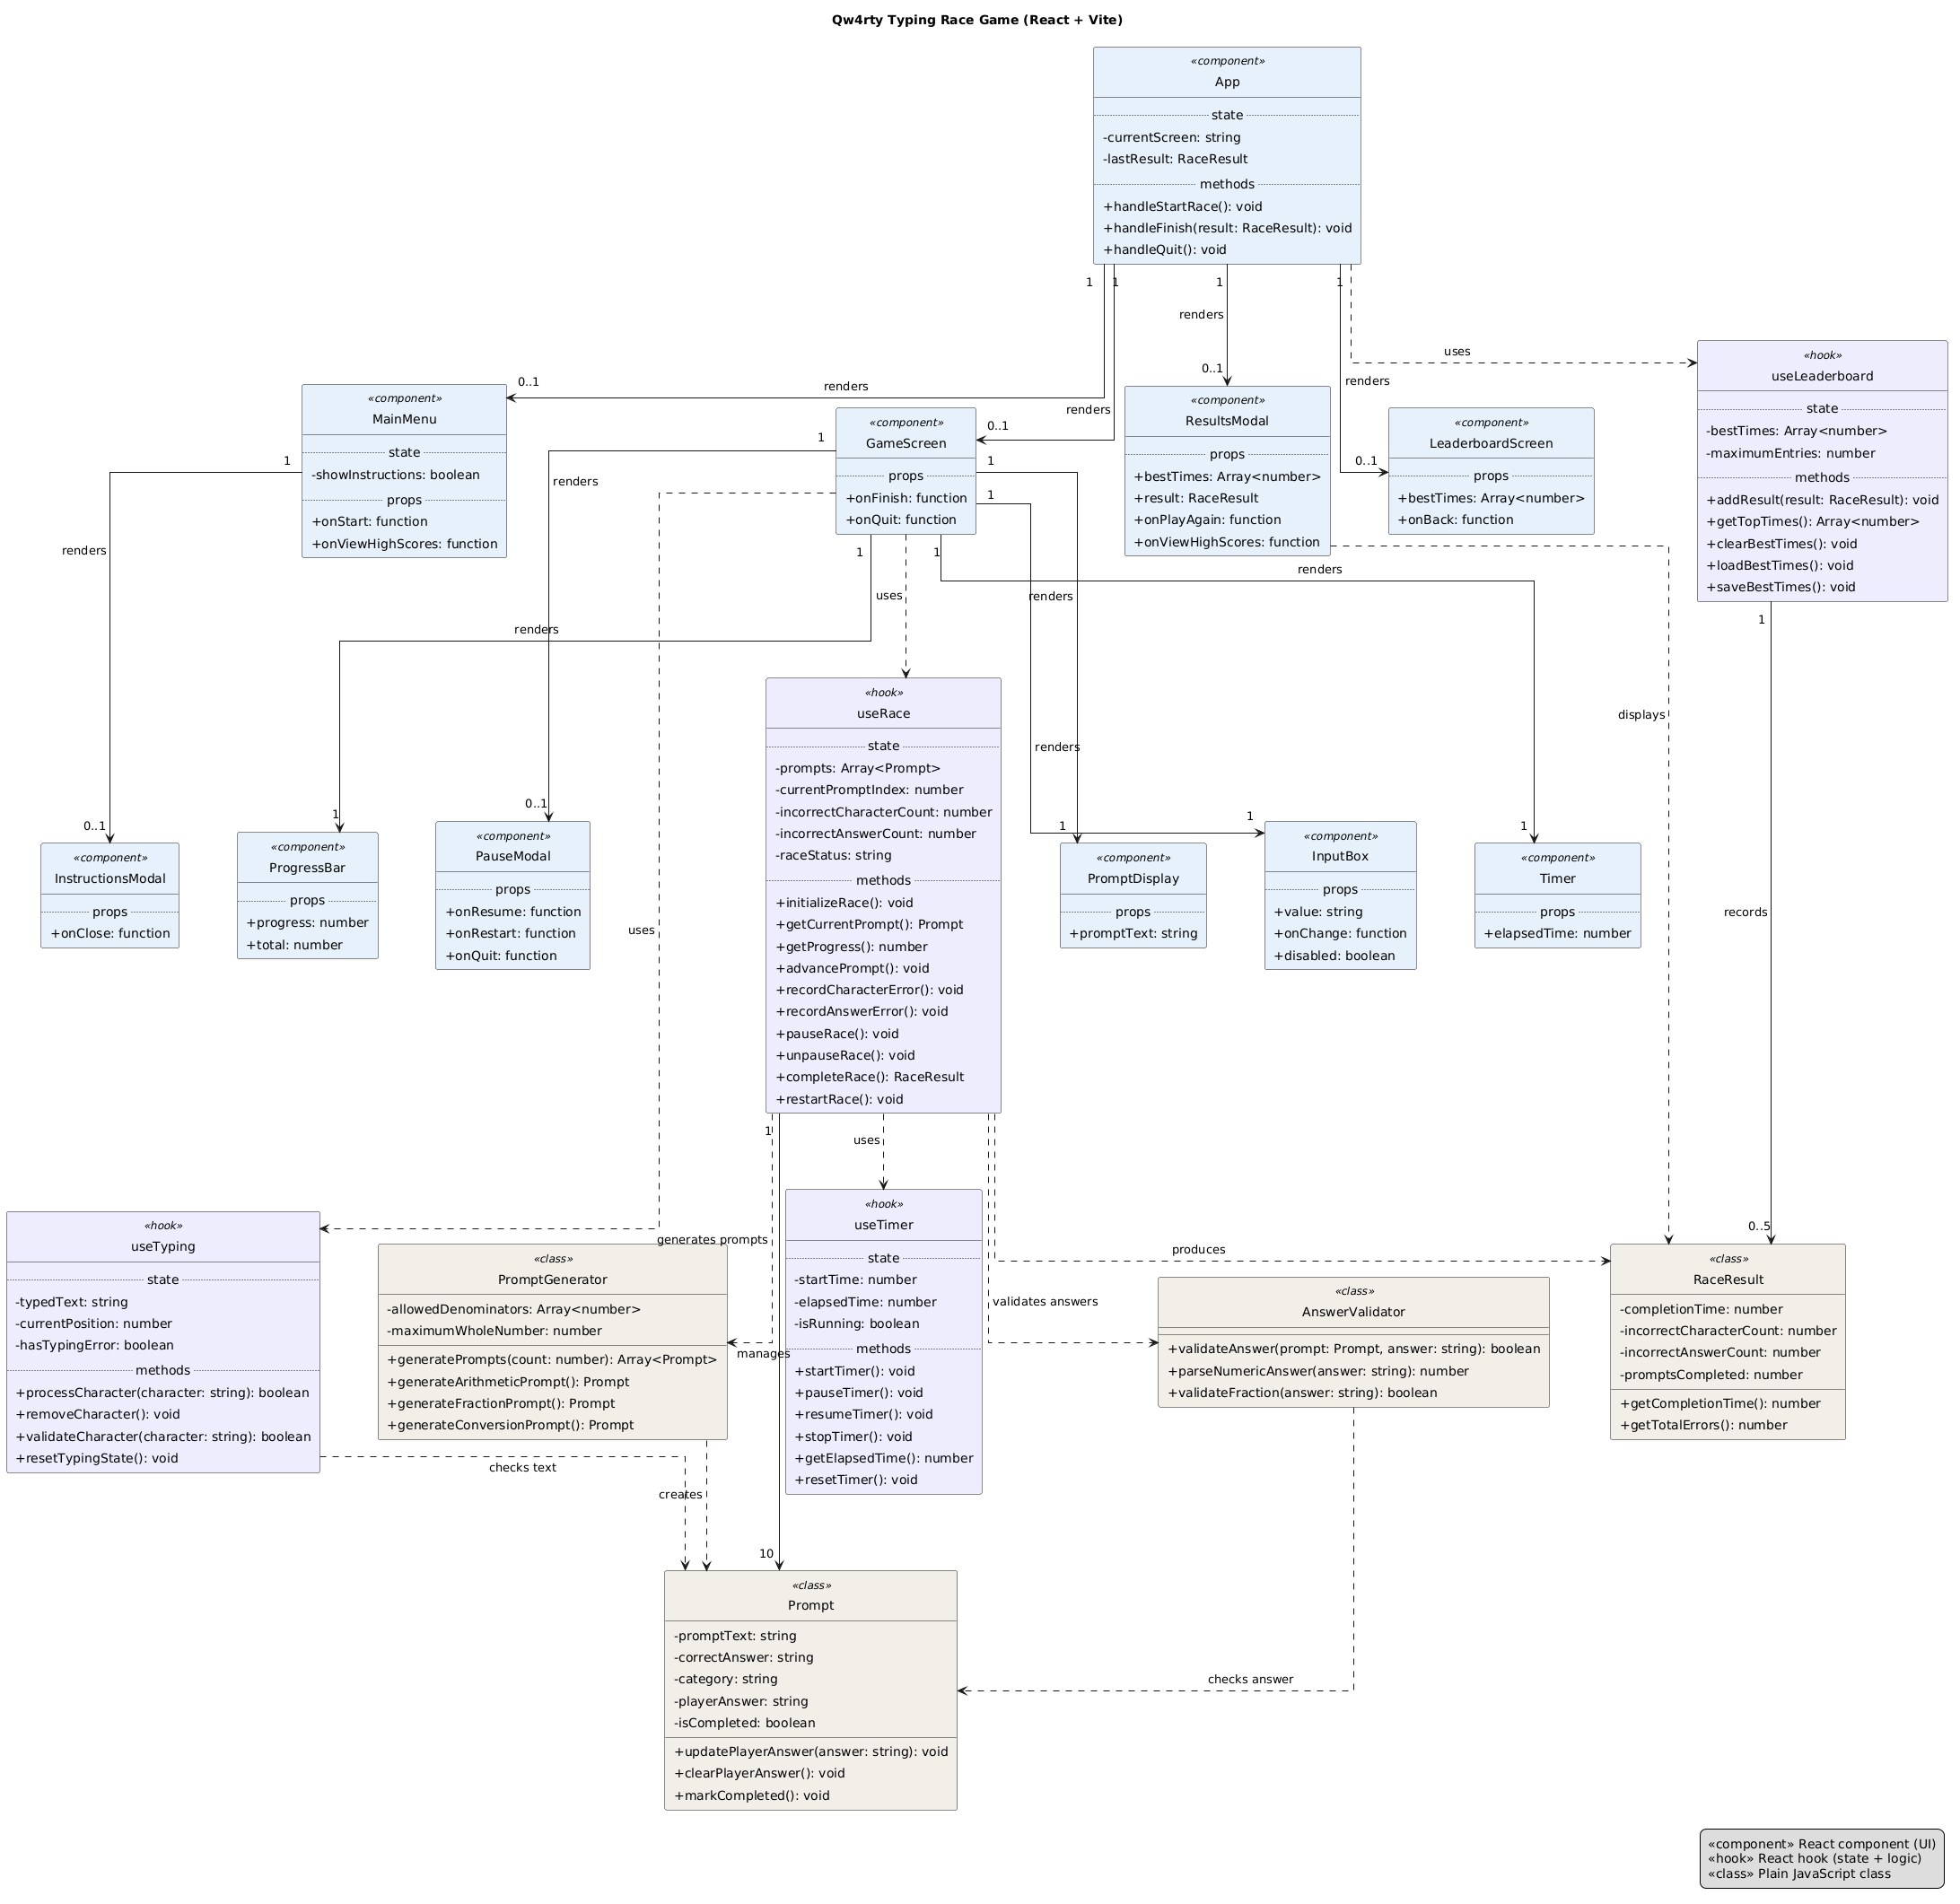 Qw4rty Typing Race Game (React + Vite)
«component»
App
state
-currentScreen: string
-lastResult: RaceResult
methods
+handleStartRace(): void
+handleFinish(result: RaceResult): void
+handleQuit(): void
1
1
1
1
renders
uses
0..1
renders
renders
0..1
renders
0..1
0..1
«component»
MainMenu
state
-showInstructions: boolean
props
+onStart: function
+onViewHighScores: function
1
renders
0..1
«component»
GameScreen
props
+onFinish: function
+onQuit: function
1
1
1
1
1
renders
uses
renders
renders
renders
renders
uses
«component»
ResultsModal
props
+bestTimes: Array<number>
+result: RaceResult
+onPlayAgain: function
+onViewHighScores: function
displays
«component»
LeaderboardScreen
props
+bestTimes: Array<number>
+onBack: function
«hook»
useLeaderboard
state
-bestTimes: Array<number>
-maximumEntries: number
methods
+addResult(result: RaceResult): void
+getTopTimes(): Array<number>
+clearBestTimes(): void
+loadBestTimes(): void
+saveBestTimes(): void
1
records
0..5
«hook»
useRace
state
-prompts: Array<Prompt>
-currentPromptIndex: number
-incorrectCharacterCount: number
-incorrectAnswerCount: number
-raceStatus: string
methods
+initializeRace(): void
+getCurrentPrompt(): Prompt
+getProgress(): number
+advancePrompt(): void
+recordCharacterError(): void
+recordAnswerError(): void
+pauseRace(): void
+unpauseRace(): void
+completeRace(): RaceResult
+restartRace(): void
«component»
InstructionsModal
props
+onClose: function
1
«component»
ProgressBar
props
+progress: number
+total: number
0..1
«component»
PauseModal
props
+onResume: function
+onRestart: function
+onQuit: function
1
«component»
PromptDisplay
props
+promptText: string
1
«component»
InputBox
props
+value: string
+onChange: function
+disabled: boolean
1
«component»
Timer
props
+elapsedTime: number
1
uses
generates prompts
manages
validates answers
produces
10
«hook»
useTyping
state
-typedText: string
-currentPosition: number
-hasTypingError: boolean
methods
+processCharacter(character: string): boolean
+removeCharacter(): void
+validateCharacter(character: string): boolean
+resetTypingState(): void
checks text
«class»
PromptGenerator
-allowedDenominators: Array<number>
-maximumWholeNumber: number
+generatePrompts(count: number): Array<Prompt>
+generateArithmeticPrompt(): Prompt
+generateFractionPrompt(): Prompt
+generateConversionPrompt(): Prompt
creates
«hook»
useTimer
state
-startTime: number
-elapsedTime: number
-isRunning: boolean
methods
+startTimer(): void
+pauseTimer(): void
+resumeTimer(): void
+stopTimer(): void
+getElapsedTime(): number
+resetTimer(): void
«class»
AnswerValidator
+validateAnswer(prompt: Prompt, answer: string): boolean
+parseNumericAnswer(answer: string): number
+validateFraction(answer: string): boolean
checks answer
«class»
RaceResult
-completionTime: number
-incorrectCharacterCount: number
-incorrectAnswerCount: number
-promptsCompleted: number
+getCompletionTime(): number
+getTotalErrors(): number
«class»
Prompt
-promptText: string
-correctAnswer: string
-category: string
-playerAnswer: string
-isCompleted: boolean
+updatePlayerAnswer(answer: string): void
+clearPlayerAnswer(): void
+markCompleted(): void
«component» React component (UI)
«hook» React hook (state + logic)
«class» Plain JavaScript class